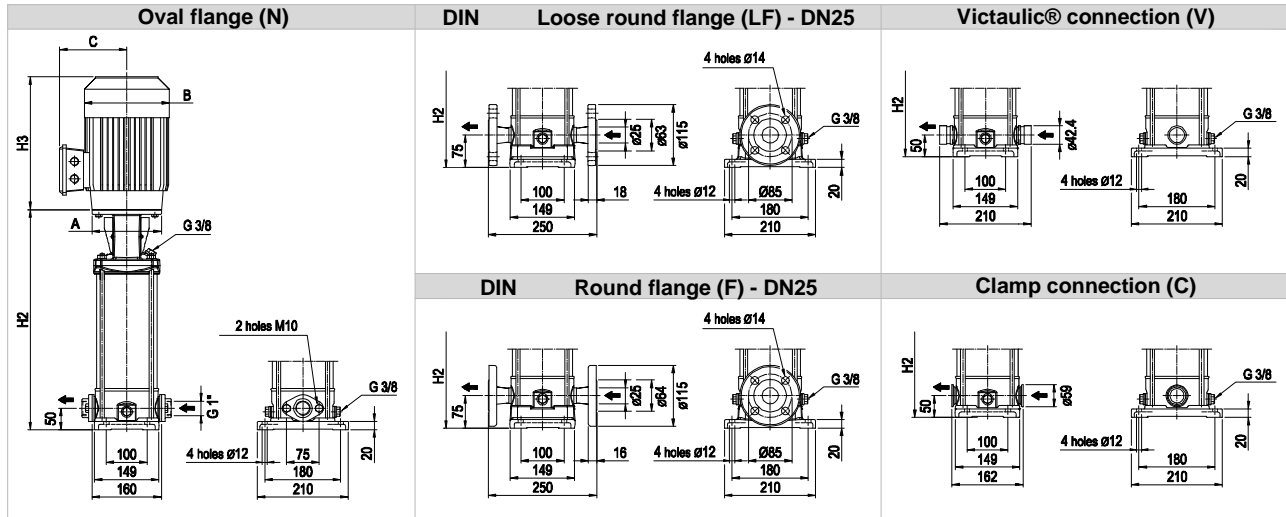 Oval flange (N)
C
B
H3
A
G 3/8
H2
2 holes M10
G 1"
50
G 3/8
20
100
149
160
4 holes Ø12
75
180
210
DIN Loose round flange (LF) - DN25
4 holes Ø14
H2
75
ø25
ø63
ø115
G 3/8
100
18
149
250
4 holes Ø12
Ø85
20
180
210
DIN Round flange (F) - DN25
4 holes Ø14
H2
75
ø25
ø64
ø115
G 3/8
100
16
149
250
4 holes Ø12
Ø85
20
180
210
Victaulic® connection (V)
H2
50
ø42.4
G 3/8
100
149
210
4 holes Ø12
20
180
210
Clamp connection (C)
H2
50
ø59
G 3/8
100
149
162
4 holes Ø12
20
180
210